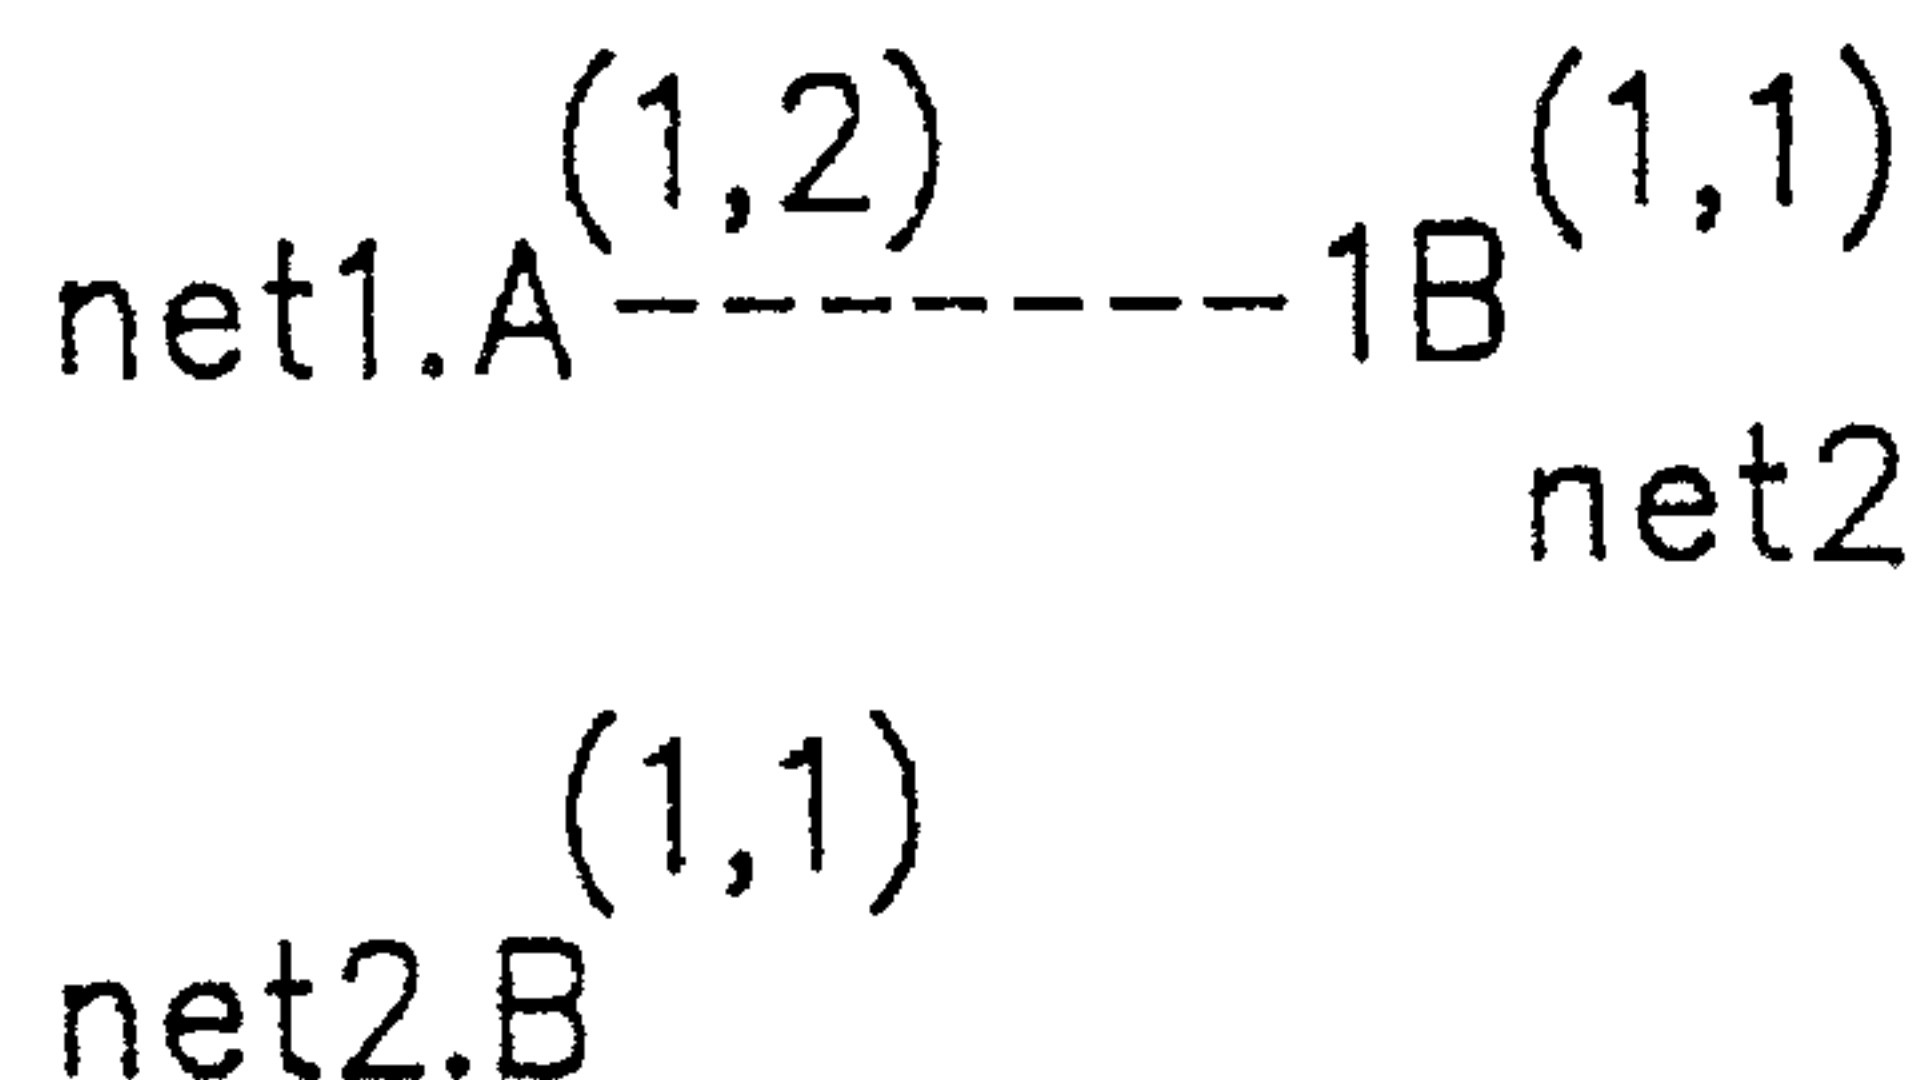 (1,2) (1,1)
net1.A-------1B
net2
(1,1)
net2.B